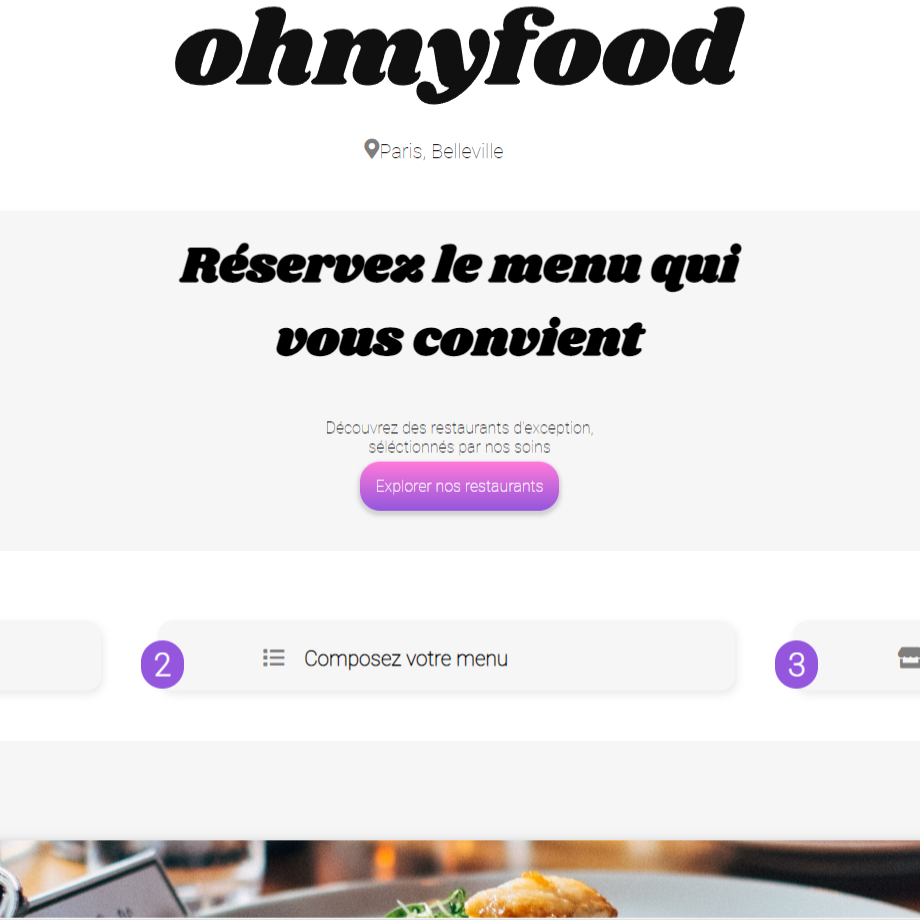 ohmyfood
Paris, Belleville
Réservez le menu qui
vous convient
Découvrez des restaurants d'exception,
séléctionnés par nos soins
Explorer nos restaurants
2 Composez votre menu
3